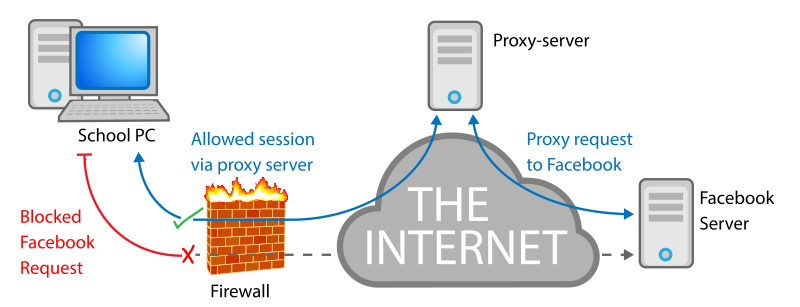 Proxy-server
School PC
Allowed session
via proxy server
Proxy request
to Facebook
Blocked
Facebook
Request
THE
INTERNET
Facebook
Server
Firewall